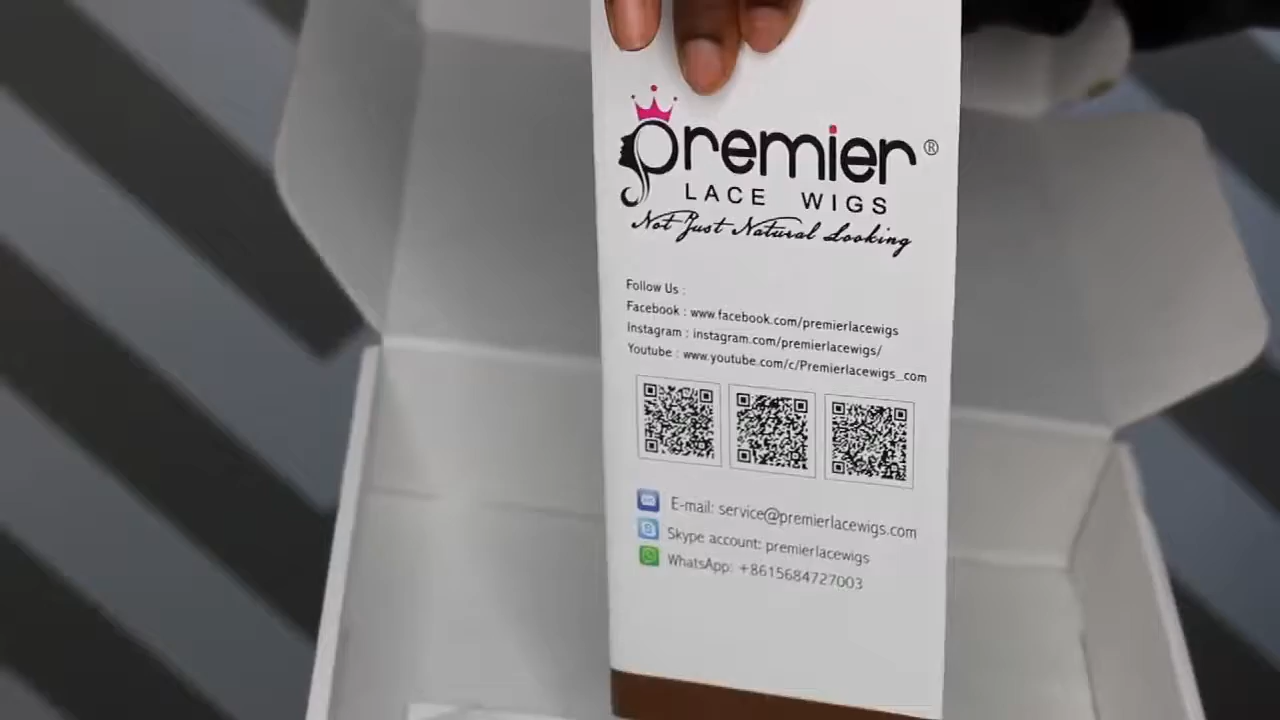 premier®
LACE WIGS
Not Just Natural Looking
Follow Us :
Facebook : www.facebook.com/premierlacewigs
Instagram : instagram.com/premierlacewigs/
Youtube : www.youtube.com/c/Premierlacewigs_com
E-mail: service@premierlacewigs.com
Skype account: premierlacewigs
WhatsApp: +8615684727003